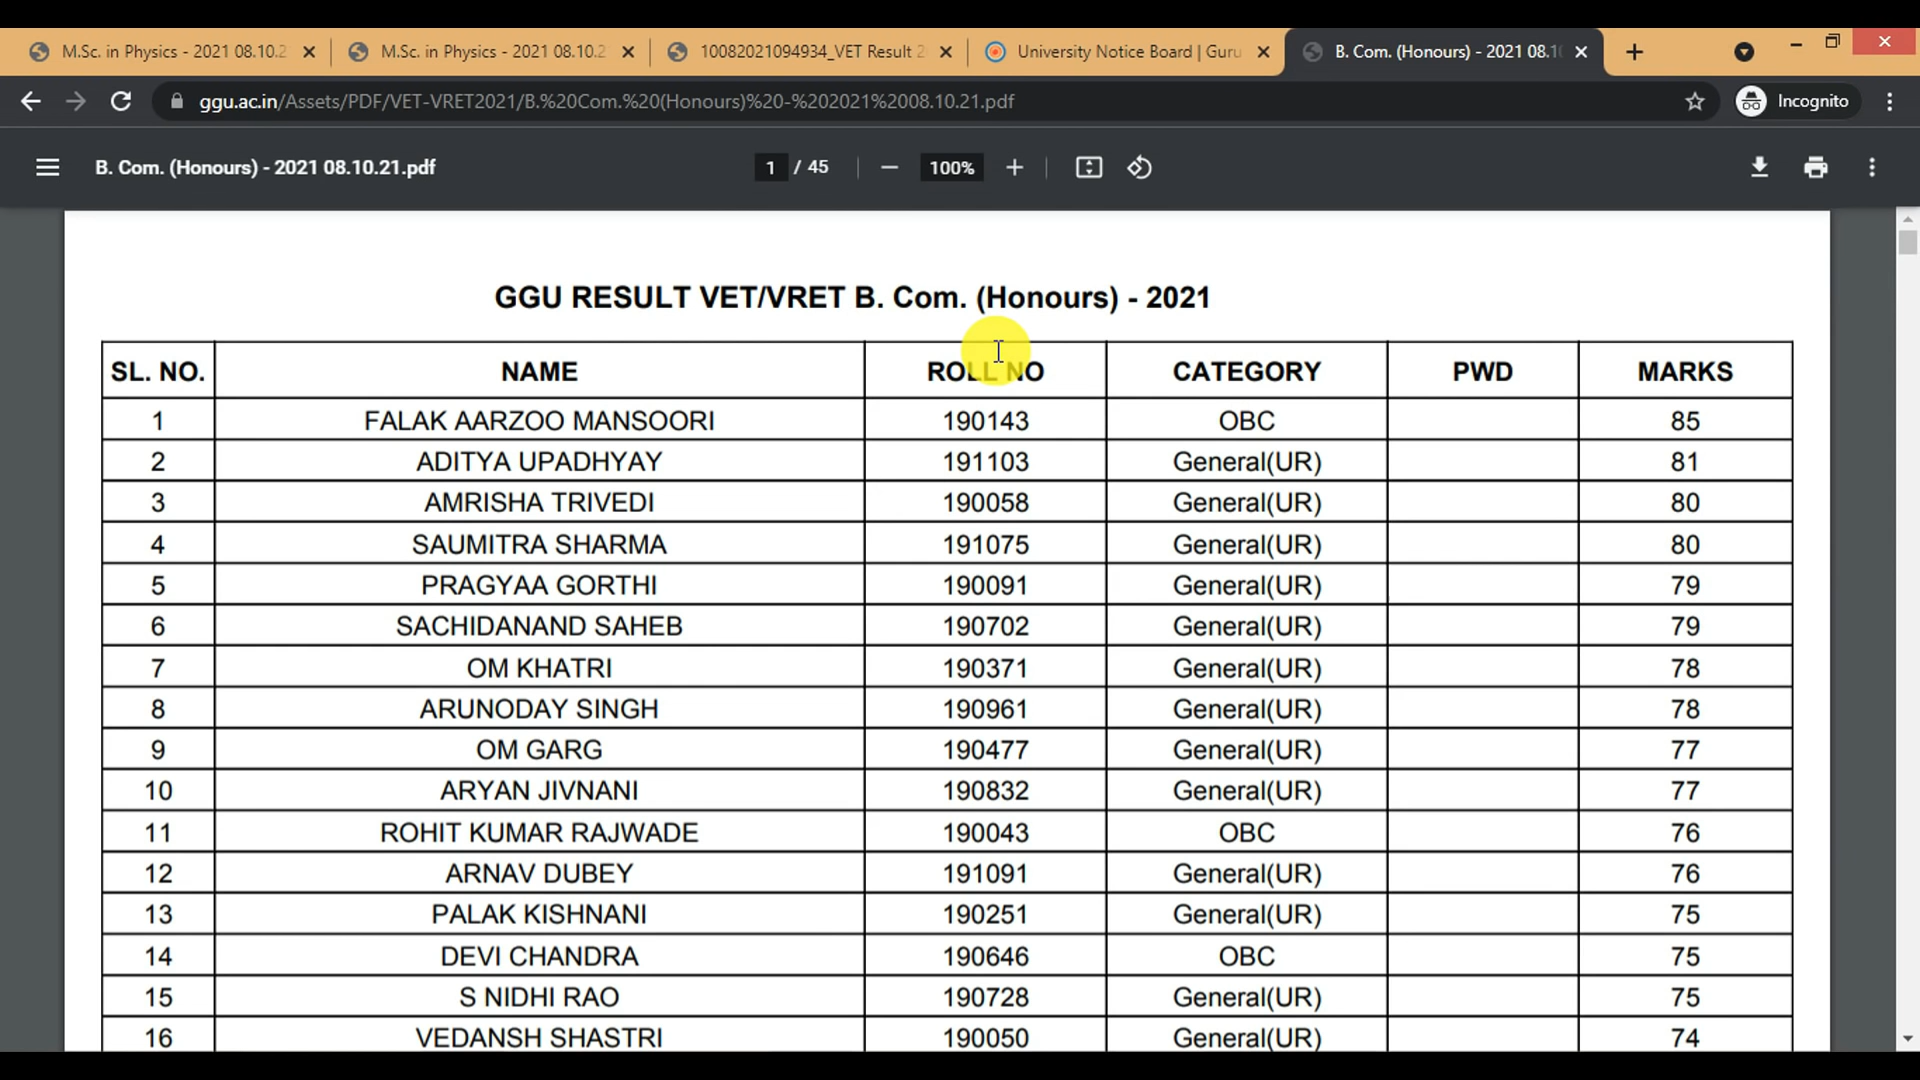 M.Sc. in Physics - 2021 08.10.2
M.Sc. in Physics - 2021 08.10.2
10082021094934_VET Result 2
University Notice Board | Guru
B. Com. (Honours) - 2021 08.1
ggu.ac.in/Assets/PDF/VET-VRET2021/B.%20Com.%20(Honours)%20-%202021%2008.10.21.pdf
Incognito
B. Com. (Honours) - 2021 08.10.21.pdf
1 / 45
100%
GGU RESULT VET/VRET B. Com. (Honours) - 2021
SL. NO. NAME ROLL NO CATEGORY PWD MARKS
1 FALAK AARZOO MANSOORI 190143 OBC 85
2 ADITYA UPADHYAY 191103 General(UR) 81
3 AMRISHA TRIVEDI 190058 General(UR) 80
4 SAUMITRA SHARMA 191075 General(UR) 80
5 PRAGYAA GORTHI 190091 General(UR) 79
6 SACHIDANAND SAHEB 190702 General(UR) 79
7 OM KHATRI 190371 General(UR) 78
8 ARUNODAY SINGH 190961 General(UR) 78
9 OM GARG 190477 General(UR) 77
10 ARYAN JIVNANI 190832 General(UR) 77
11 ROHIT KUMAR RAJWADE 190043 OBC 76
12 ARNAV DUBEY 191091 General(UR) 76
13 PALAK KISHNANI 190251 General(UR) 75
14 DEVI CHANDRA 190646 OBC 75
15 S NIDHI RAO 190728 General(UR) 75
16 VEDANSH SHASTRI 190050 General(UR) 74